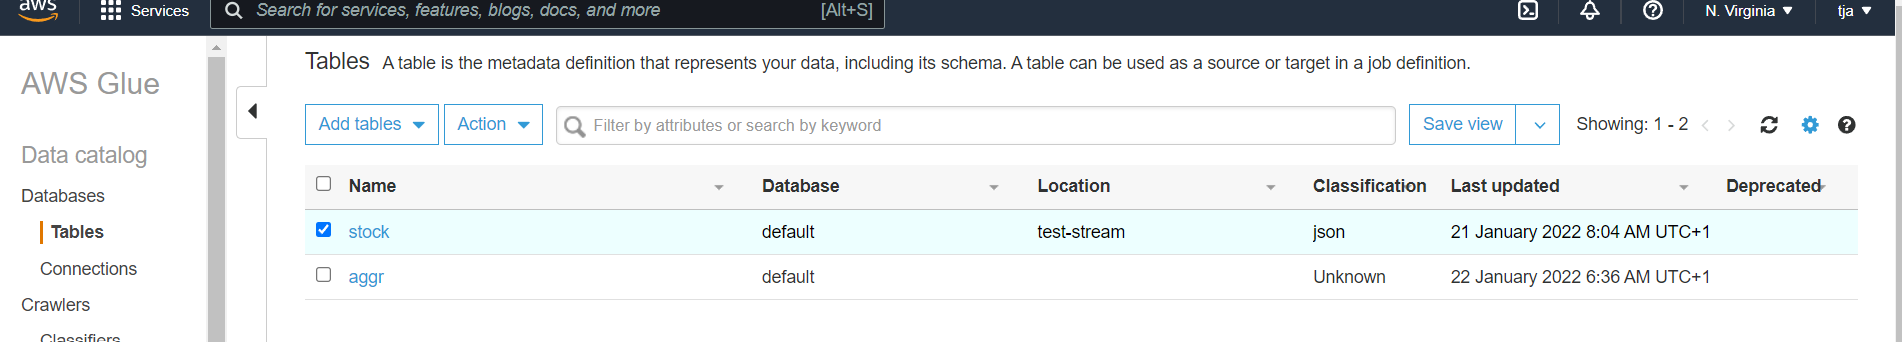 aws Services Search for services, features, blogs, docs, and more [Alt+S] N. Virginia tja
AWS Glue
Data catalog
Databases
Tables
Connections
Crawlers
Classifiers
Tables A table is the metadata definition that represents your data, including its schema. A table can be used as a source or target in a job definition.
Add tables Action Filter by attributes or search by keyword Save view Showing: 1 - 2
Name Database Location Classification Last updated Deprecated
stock default test-stream json 21 January 2022 8:04 AM UTC+1
aggr default Unknown 22 January 2022 6:36 AM UTC+1